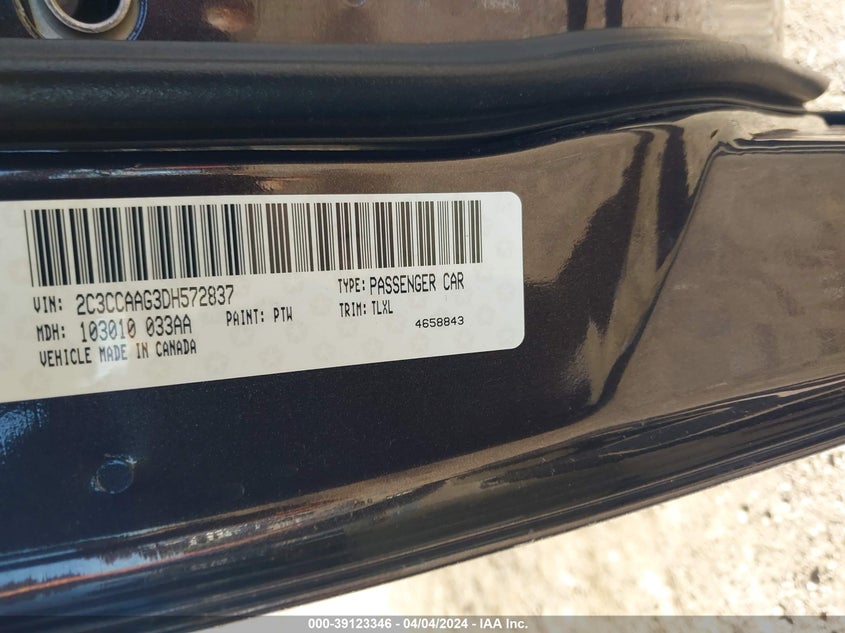 VIN: 2C3CCAAG3DH572837 TYPE: PASSENGER CAR
MDH: 103010 033AA PAINT: PTW TRIM: TLXL
VEHICLE MADE IN CANADA 4658843
000-39123346 - 04/04/2024 - IAA Inc.